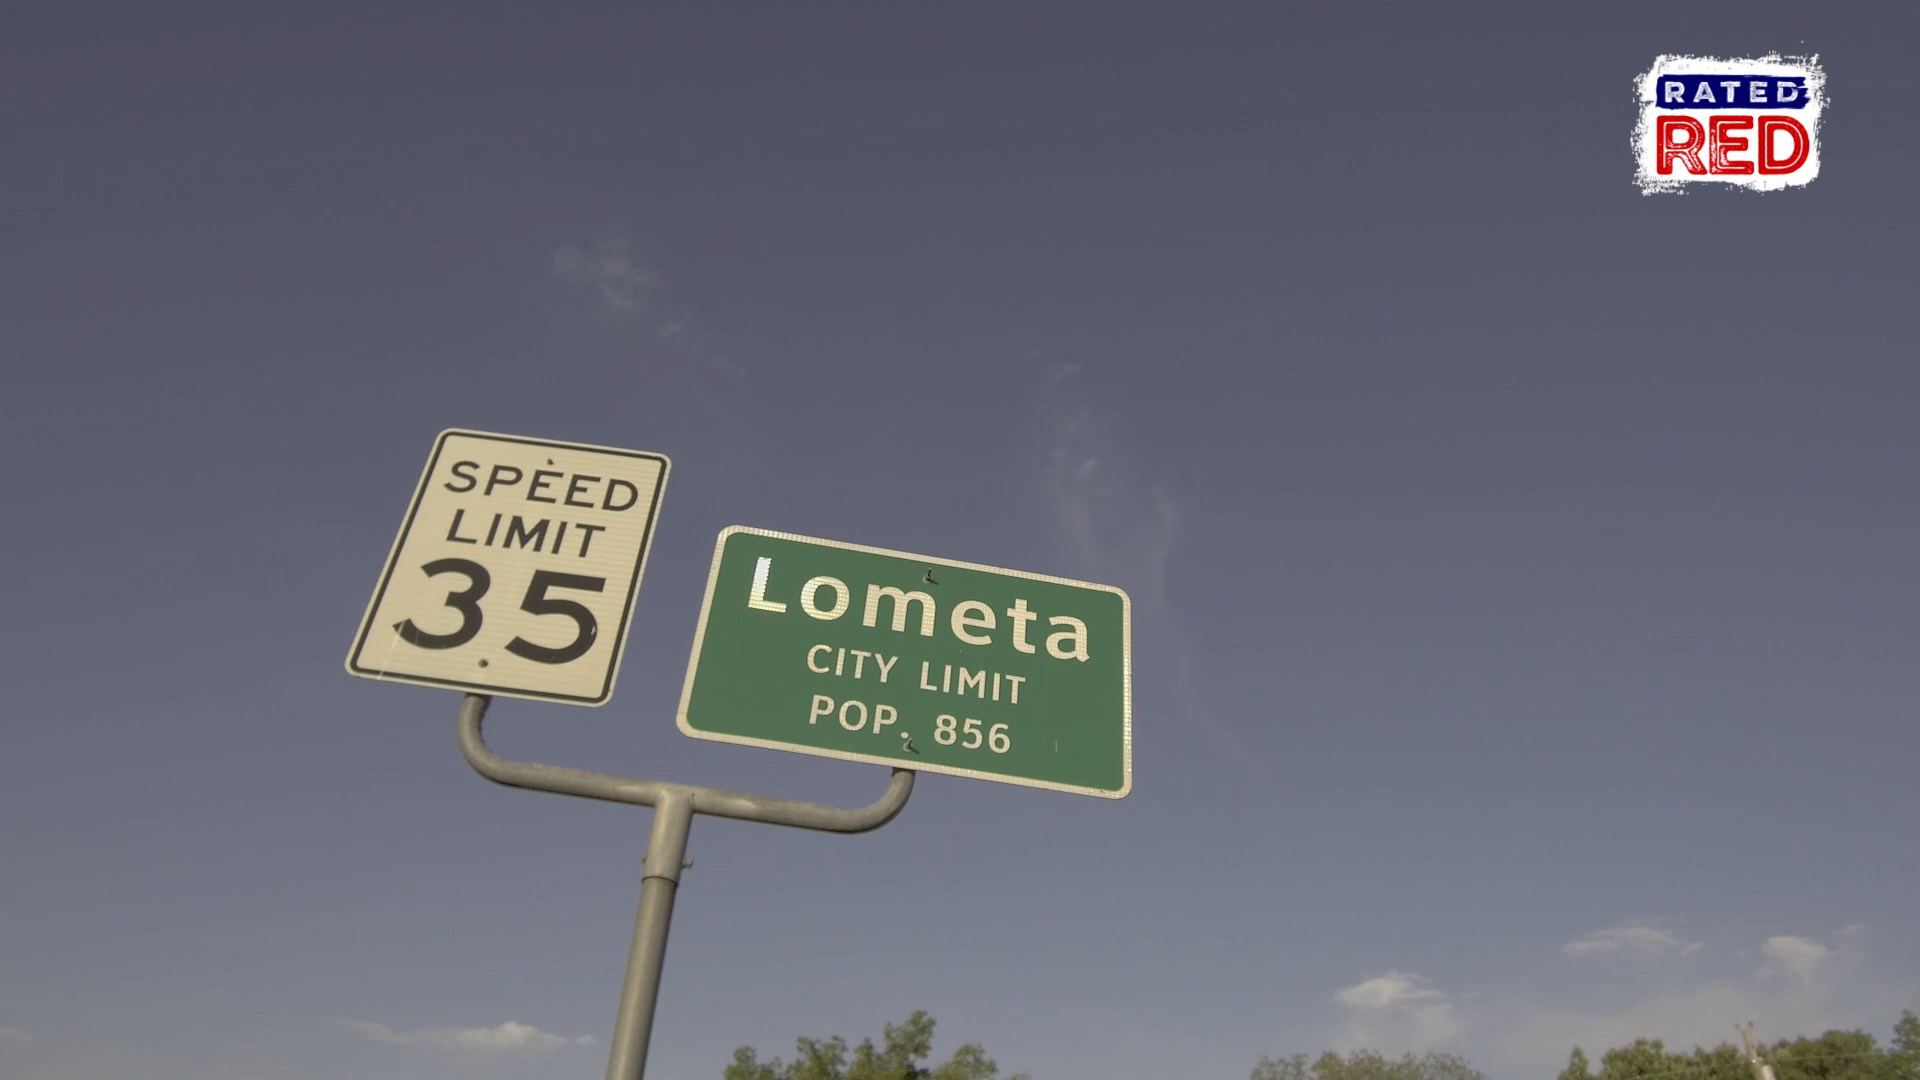 RATED
RED
SPEED
LIMIT
35
Lometa
CITY LIMIT
POP. 856